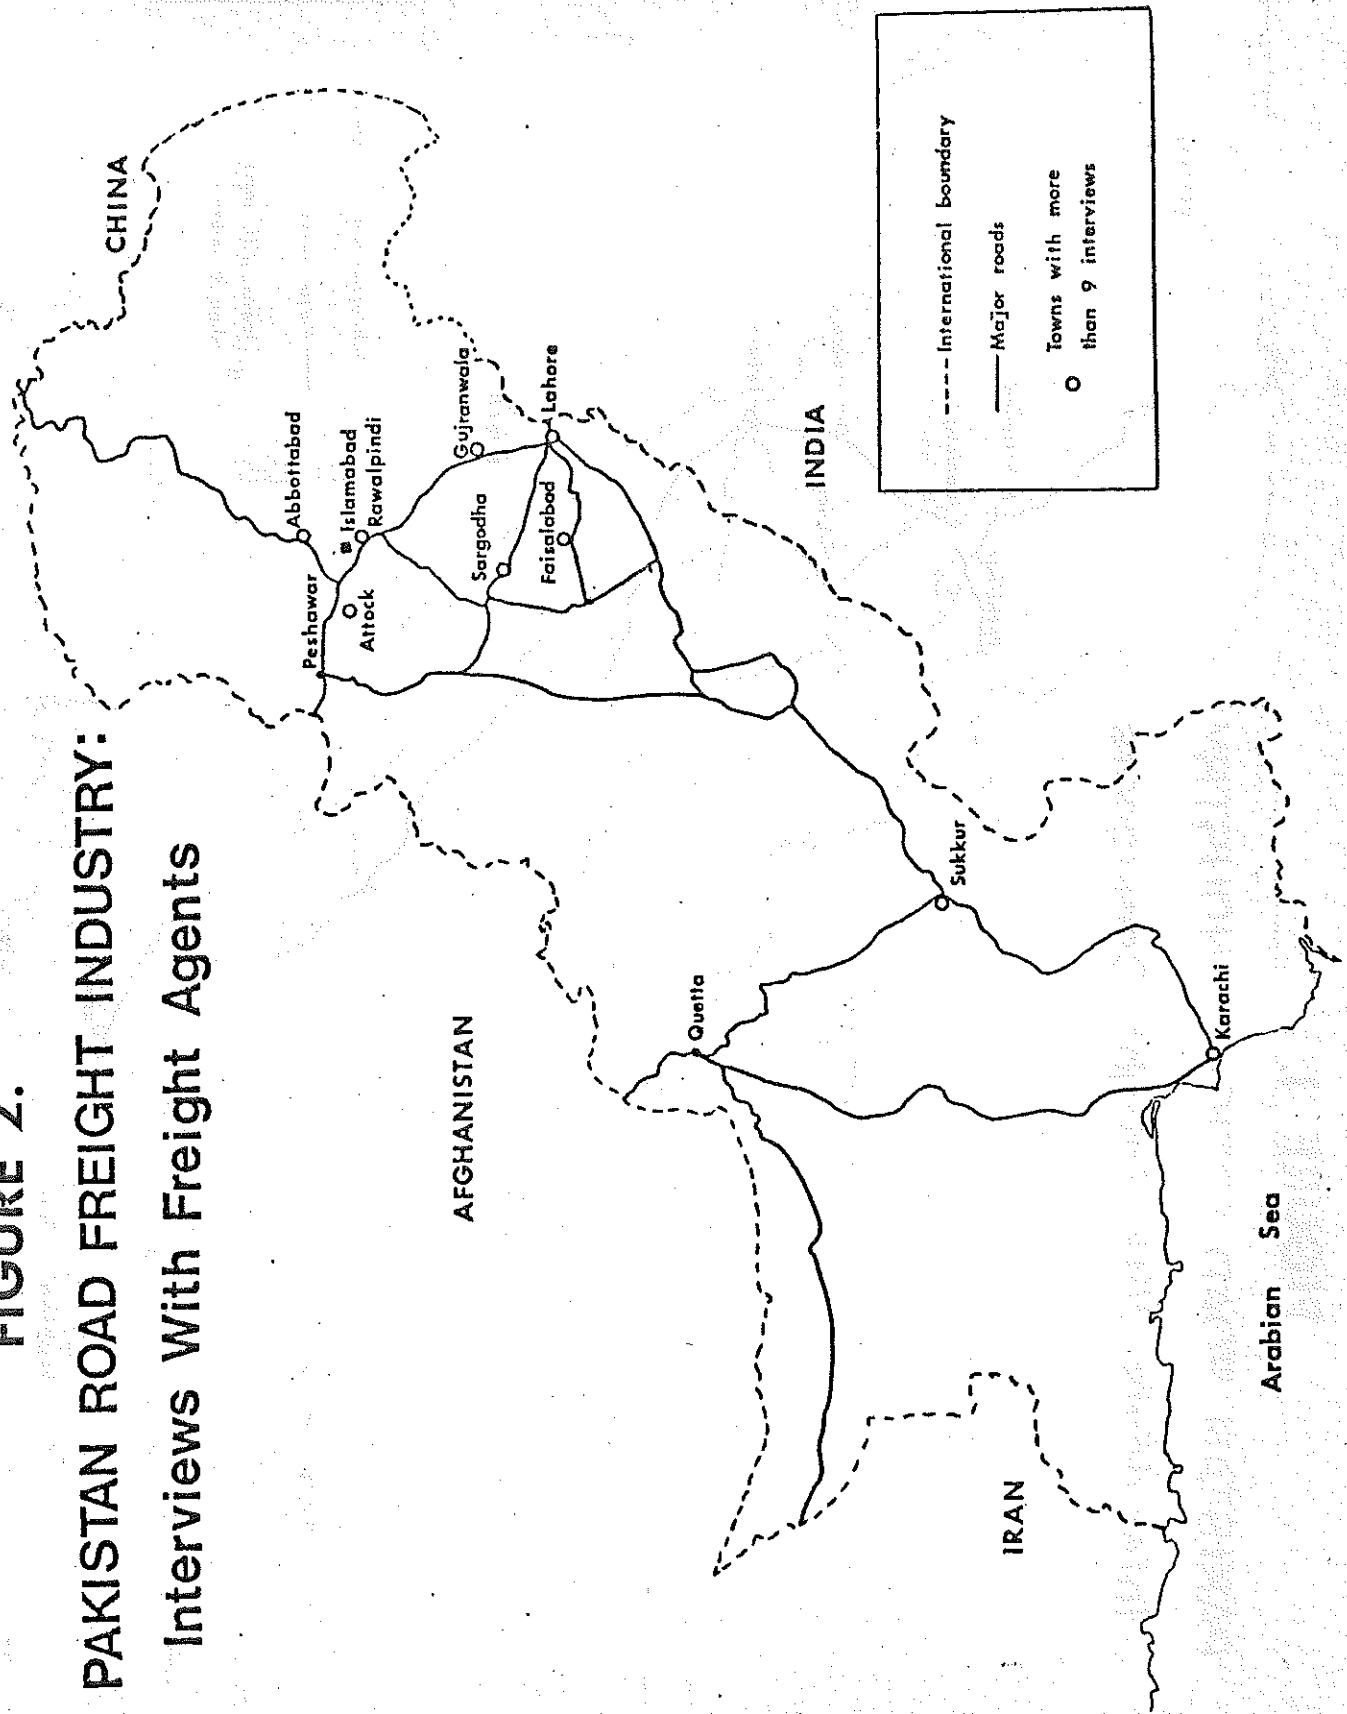 FIGURE 2.
PAKISTAN ROAD FREIGHT INDUSTRY:
Interviews With Freight Agents
CHINA
Abbottabad
Islamabad
Rawalpindi
Peshawar
Attock
Gujranwala
Sargodha
Lahore
Faisalabad
AFGHANISTAN
INDIA
Quetta
Sukkur
Karachi
IRAN
Arabian Sea
International boundary
Major roads
Towns with more
than 9 interviews